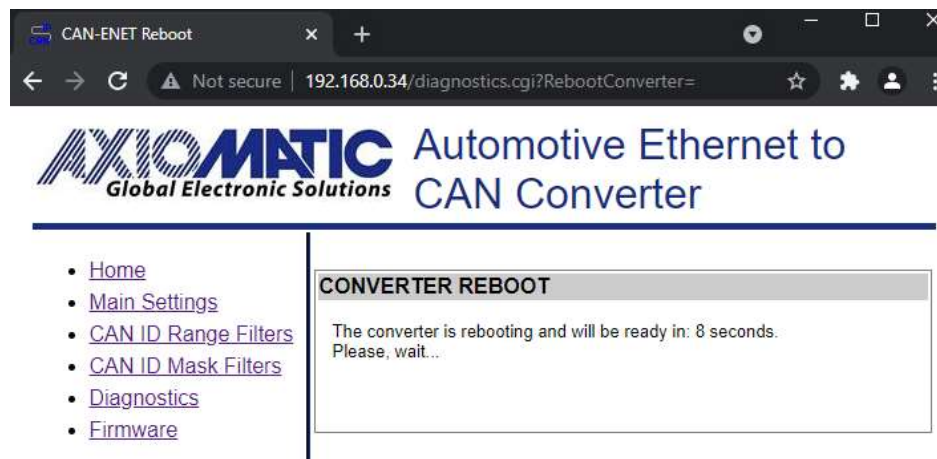 CAN-ENET Reboot
Not secure | 192.168.0.34/diagnostics.cgi?RebootConverter=
AXIOMATIC
Global Electronic Solutions
Automotive Ethernet to
CAN Converter
Home
Main Settings
CAN ID Range Filters
CAN ID Mask Filters
Diagnostics
Firmware
CONVERTER REBOOT
The converter is rebooting and will be ready in: 8 seconds.
Please, wait...